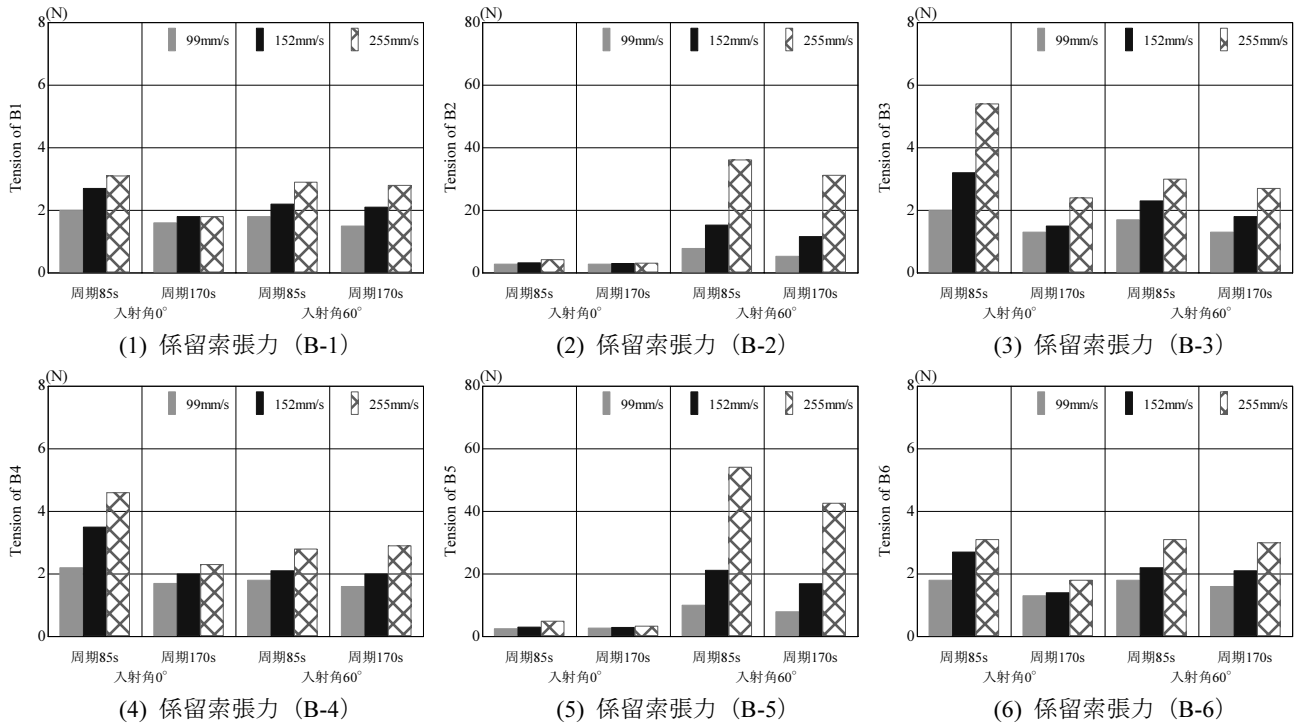 (N)
8
6
4
2
0
Tension of B1
99mm/s 152mm/s 255mm/s
周期85s 周期170s 周期85s 周期170s
入射角0° 入射角60°
(1) 係留索張力（B-1）
(N)
80
60
40
20
0
Tension of B2
99mm/s 152mm/s 255mm/s
周期85s 周期170s 周期85s 周期170s
入射角0° 入射角60°
(2) 係留索張力（B-2）
(N)
8
6
4
2
0
Tension of B3
99mm/s 152mm/s 255mm/s
周期85s 周期170s 周期85s 周期170s
入射角0° 入射角60°
(3) 係留索張力（B-3）
(N)
8
6
4
2
0
Tension of B4
99mm/s 152mm/s 255mm/s
周期85s 周期170s 周期85s 周期170s
入射角0° 入射角60°
(4) 係留索張力（B-4）
(N)
80
60
40
20
0
Tension of B5
99mm/s 152mm/s 255mm/s
周期85s 周期170s 周期85s 周期170s
入射角0° 入射角60°
(5) 係留索張力（B-5）
(N)
8
6
4
2
0
Tension of B6
99mm/s 152mm/s 255mm/s
周期85s 周期170s 周期85s 周期170s
入射角0° 入射角60°
(6) 係留索張力（B-6）